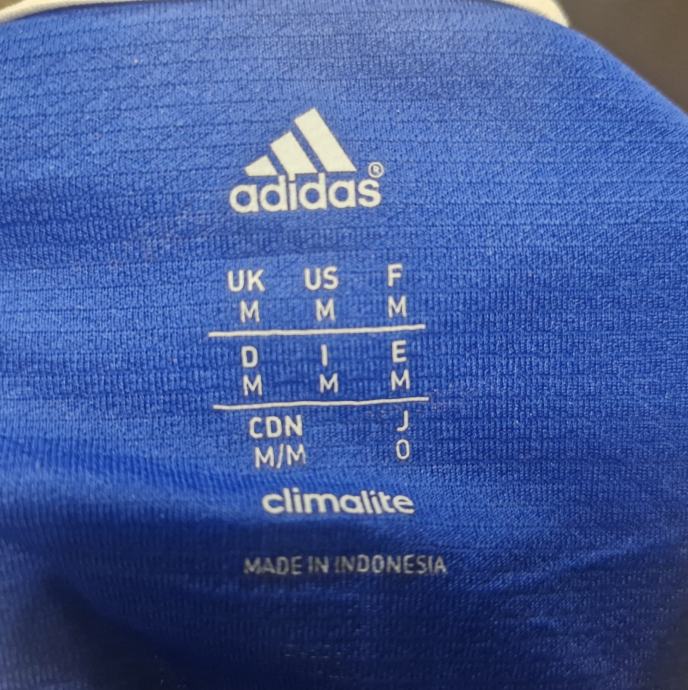 adidas®
UK US F
M M M
D I E
M M M
CDN J
M/M O
climalite
MADE IN INDONESIA